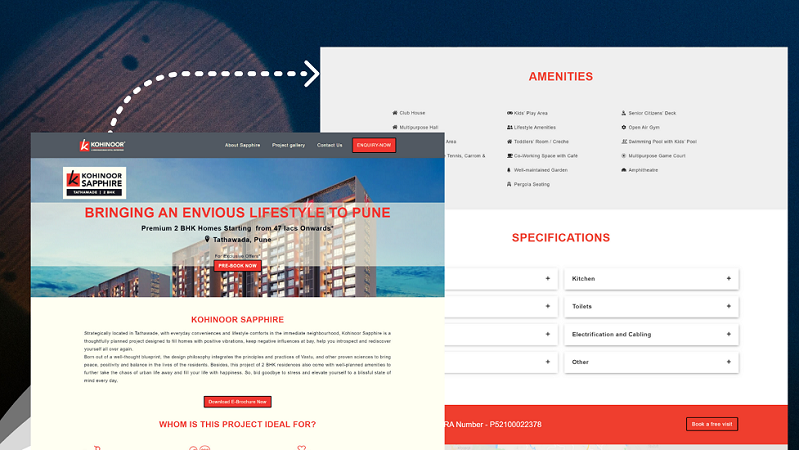 AMENITIES
Club House
Kids' Play Area
Senior Citizens' Deck
Multipurpose Hall
Lifestyle Amenities
Open Air Gym
Area
Toddlers' Room / Creche
Swimming Pool with Kids' Pool
Tennis, Carrom &
Co-Working Space with Café
Multipurpose Game Court
Well-maintained Garden
Amphitheatre
Pergola Seating
SPECIFICATIONS
+
Kitchen +
+
Toilets +
+
Electrification and Cabling +
+
Other +
RA Number - P52100022378
Book a free visit
KOHINOOR
About Sapphire
Project gallery
Contact Us
ENQUIRY-NOW
KOHINOOR
SAPPHIRE
TATHAWADE | 2 BHK
BRINGING AN ENVIOUS LIFESTYLE TO PUNE
Premium 2 BHK Homes Starting from 47 lacs Onwards*
Tathawada, Pune
For Exclusive Offers*
PRE-BOOK NOW
KOHINOOR SAPPHIRE
Strategically located in Tathawade, with everyday conveniences and lifestyle comforts in the immediate neighbourhood, Kohinoor Sapphire is a
thoughtfully planned project designed to fill homes with positive vibrations, keep negative influences at bay, help you introspect and rediscover
yourself all over again.
Born out of a well-thought blueprint, the design philosophy integrates the principles and practices of Vastu, and other proven sciences to bring
peace, positivity and balance in the lives of the residents. Besides, this project of 2 BHK residences also come with well-planned amenities to
further take the chaos of urban life away and fill your life with happiness. So, bid goodbye to stress and elevate yourself to a blissful state of
mind every day.
Download E-Brochure Now
WHOM IS THIS PROJECT IDEAL FOR?